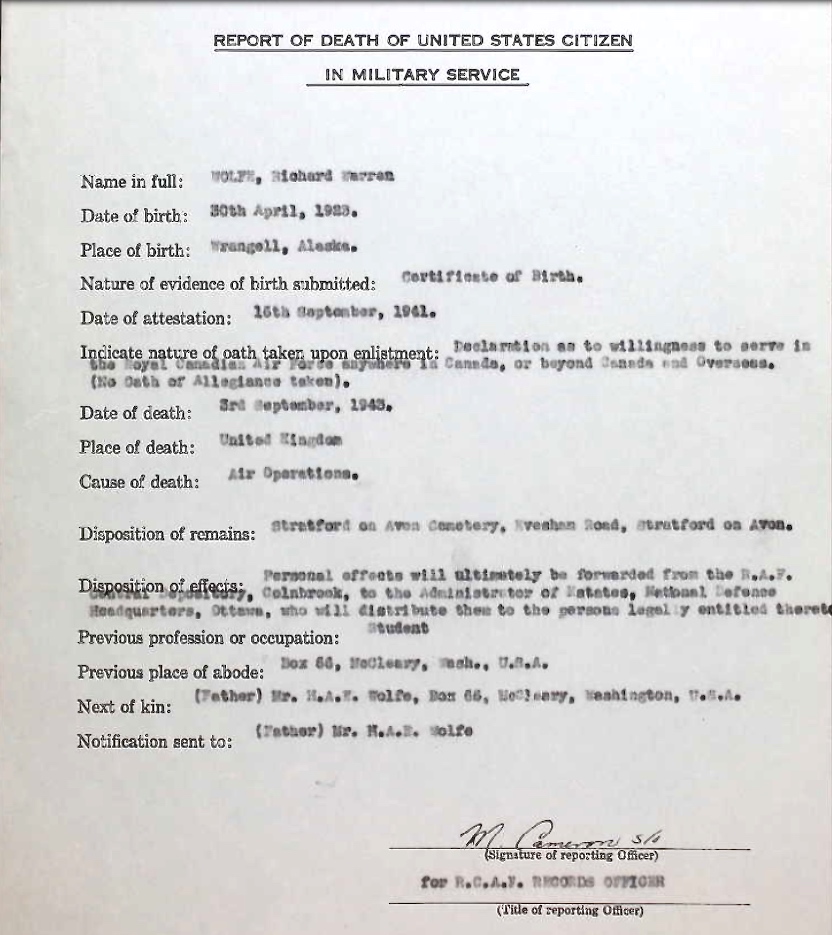 REPORT OF DEATH OF UNITED STATES CITIZEN
IN MILITARY SERVICE
Name in full: WOLFE, Richard Warren
Date of birth: 30th April, 1923.
Place of birth: Wrangell, Alaska.
Nature of evidence of birth submitted: Certificate of Birth.
Date of attestation: 16th September, 1941.
Indicate nature of oath taken upon enlistment: Declaration as to willingness to serve in
the Royal Canadian Air Force anywhere in Canada, or beyond Canada and Overseas.
(No Oath of Allegiance taken).
Date of death: 3rd September, 1943.
Place of death: United Kingdom
Cause of death: Air Operations.
Disposition of remains: Stratford on Avon Cemetery, Evesham Road, Stratford on Avon.
Disposition of effects: Personal effects will ultimately be forwarded from the R.A.F.
Central Depository, Colnbrook, to the Administrator of Estates, National Defence
Headquarters, Ottawa, who will distribute them to the persons legally entitled thereto
Previous profession or occupation: Student
Previous place of abode: Box 66, McCleary, Wash., U.S.A.
Next of kin: (Father) Mr. H.A.E. Wolfe, Box 66, McCleary, Washington, U.S.A.
Notification sent to: (Father) Mr. H.A.E. Wolfe
M. Cameron S/O
(Signature of reporting Officer)
for R.C.A.F. RECORDS OFFICER
(Title of reporting Officer)